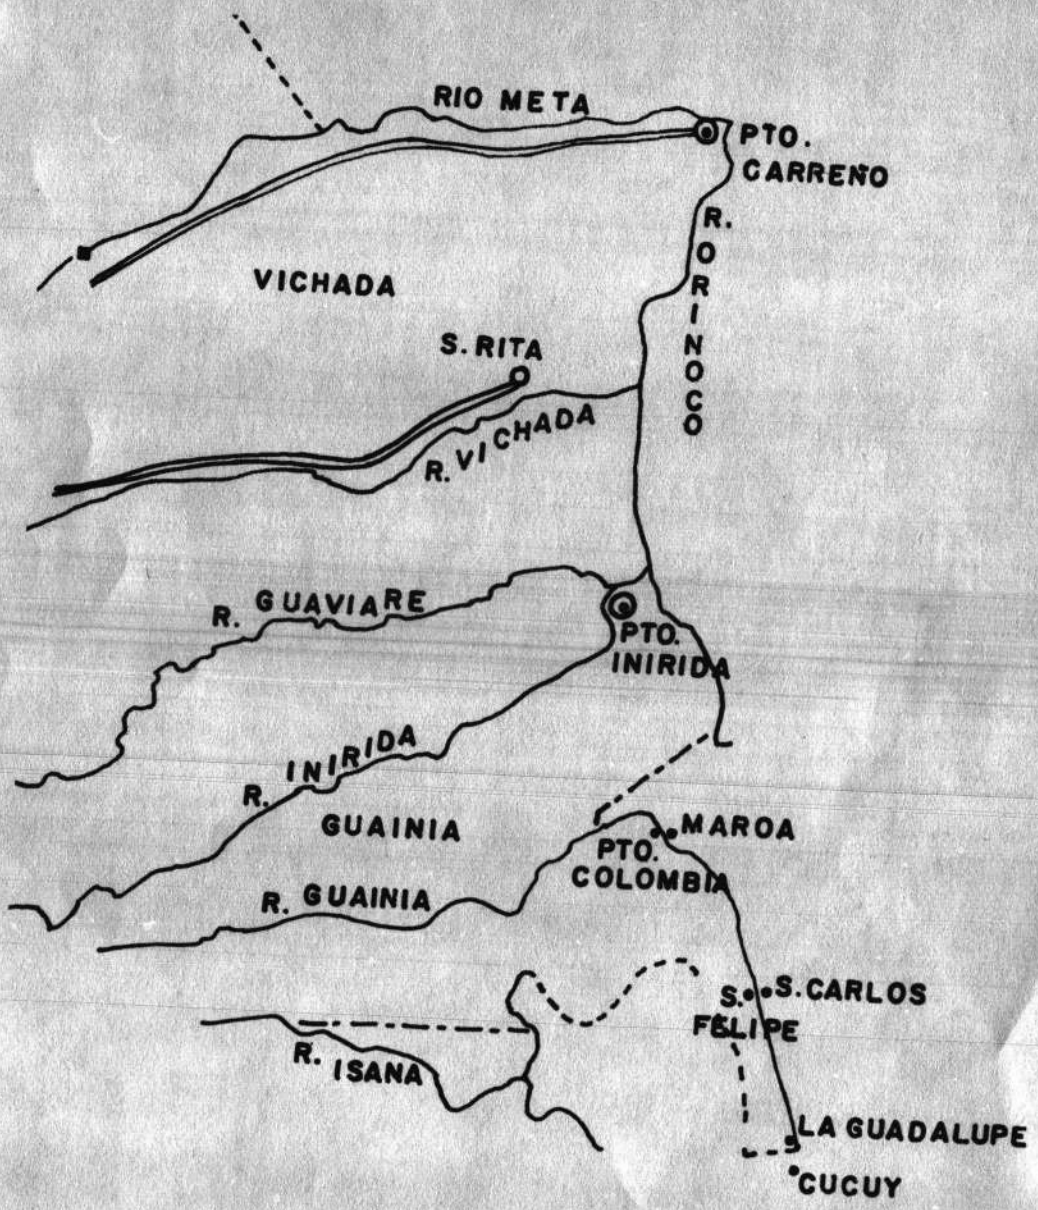 RIO META
PTO.
CARREÑO
R. ORINOCO
VICHADA
S. RITA
R. VICHADA
R. GUAVIARE
PTO.
INIRIDA
R. INIRIDA
GUAINIA
MAROA
PTO.
COLOMBIA
R. GUAINIA
S. CARLOS
S.
FELIPE
R. ISANA
LA GUADALUPE
CUCUY